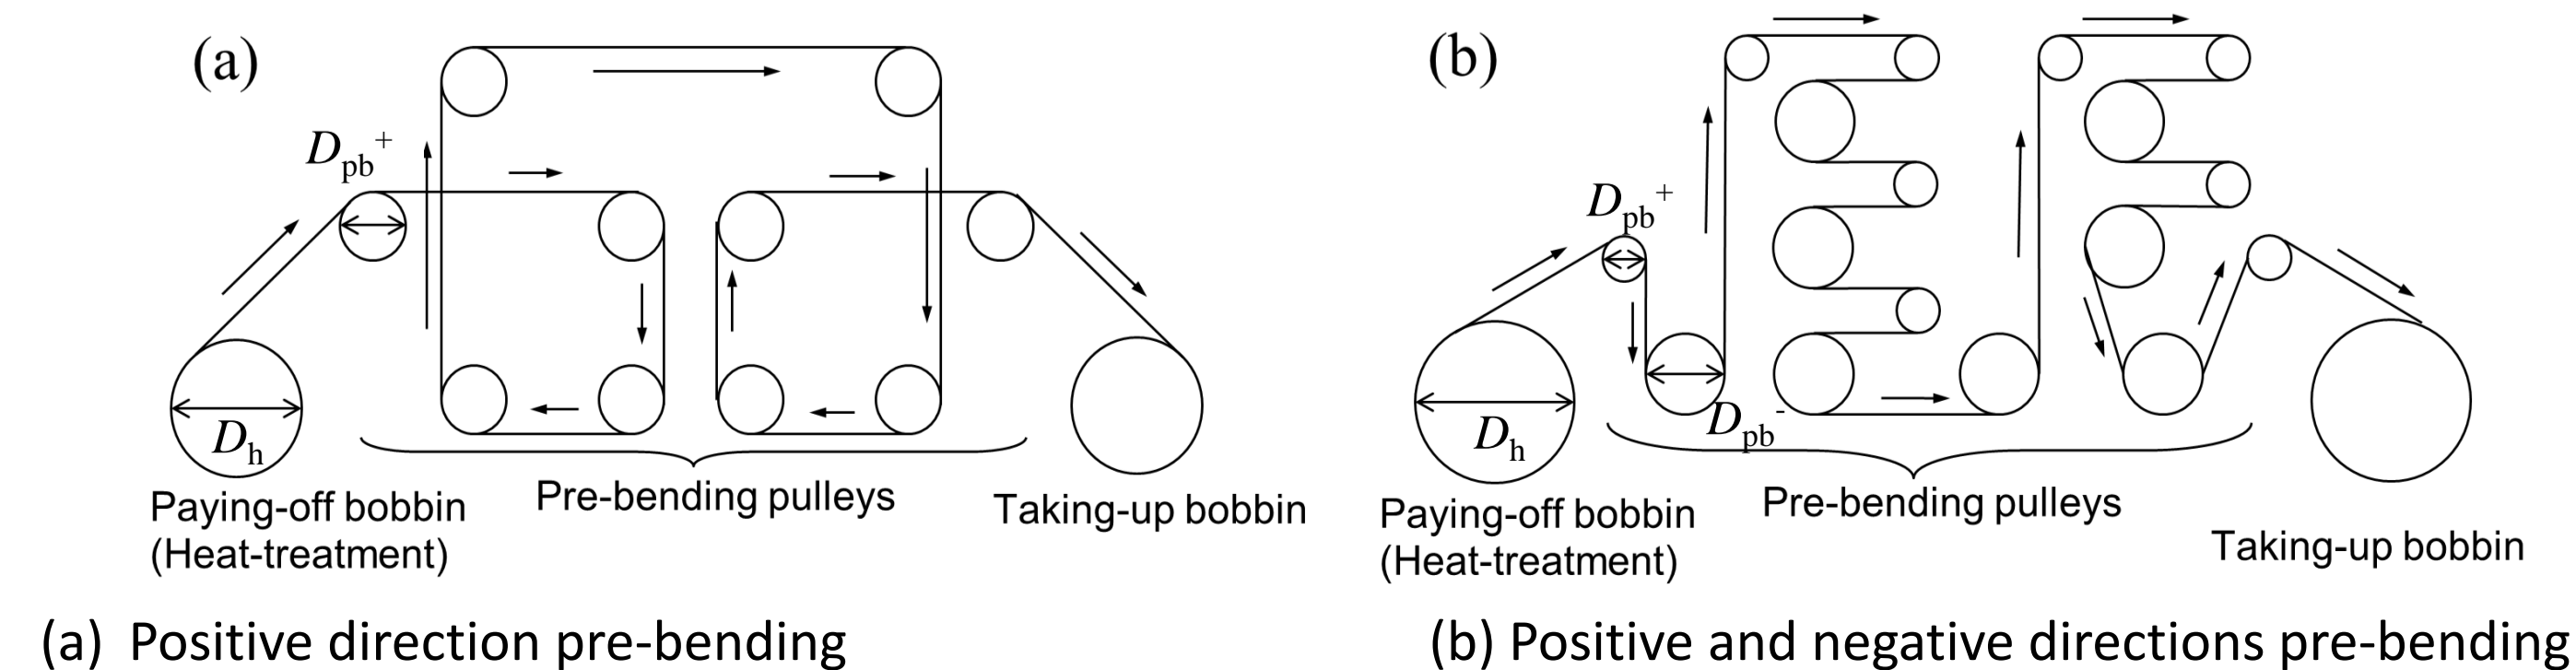 (a)
D_pb^+
D_h
Paying-off bobbin
(Heat-treatment)
Pre-bending pulleys
Taking-up bobbin
(a) Positive direction pre-bending
(b)
D_pb^+
D_pb^-
D_h
Paying-off bobbin
(Heat-treatment)
Pre-bending pulleys
Taking-up bobbin
(b) Positive and negative directions pre-bending